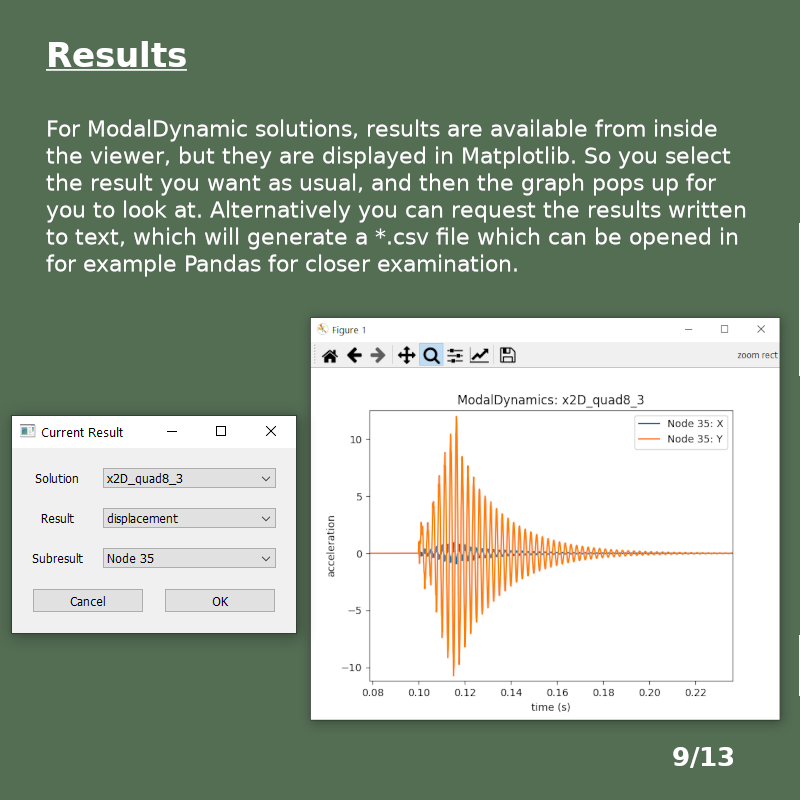 Results
For ModalDynamic solutions, results are available from inside
the viewer, but they are displayed in Matplotlib. So you select
the result you want as usual, and then the graph pops up for
you to look at. Alternatively you can request the results written
to text, which will generate a *.csv file which can be opened in
for example Pandas for closer examination.
Current Result
Solution x2D_quad8_3
Result displacement
Subresult Node 35
Cancel OK
Figure 1
zoom rect
ModalDynamics: x2D_quad8_3
Node 35: X
Node 35: Y
acceleration
10
5
0
−5
−10
0.08 0.10 0.12 0.14 0.16 0.18 0.20 0.22
time (s)
9/13